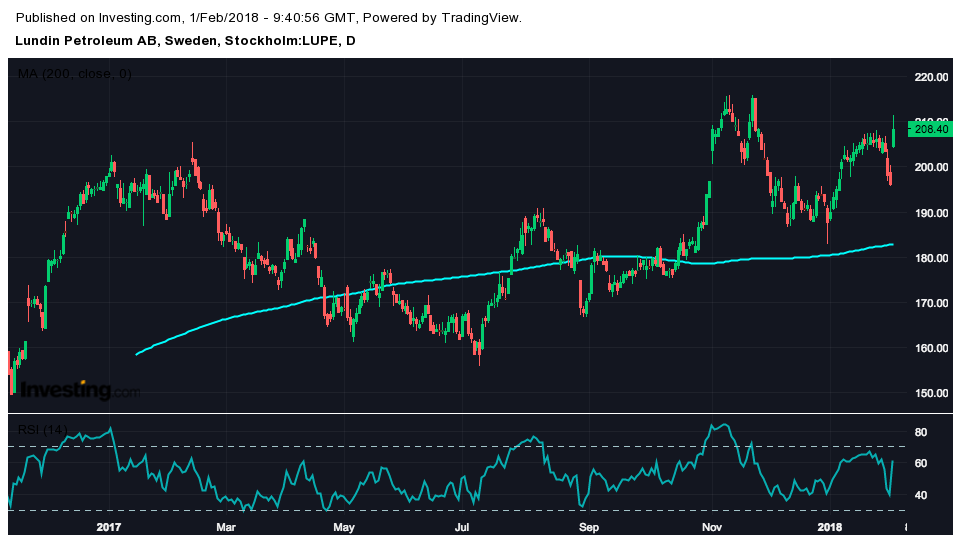 Published on Investing.com, 1/Feb/2018 - 9:40:56 GMT, Powered by TradingView.
Lundin Petroleum AB, Sweden, Stockholm:LUPE, D
MA (200, close, 0)
220.00
210.00
208.40
200.00
190.00
180.00
170.00
160.00
150.00
Investing.com
RSI (14)
80
60
40
2017 Mar May Jul Sep Nov 2018